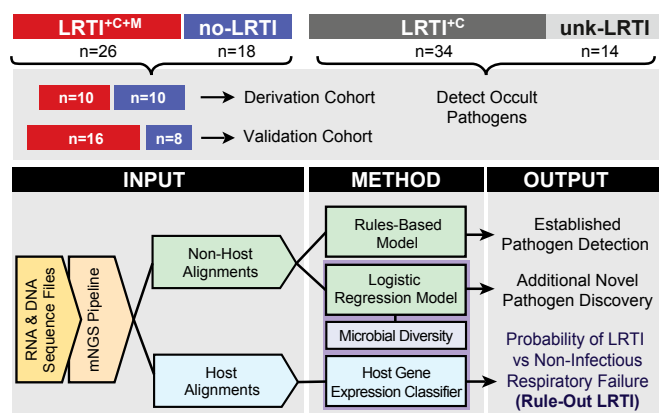 LRTI+C+M
no-LRTI
LRTI+C
unk-LRTI
n=26
n=18
n=34
n=14
n=10
n=10
Derivation Cohort
n=16
n=8
Validation Cohort
Detect Occult
Pathogens
INPUT
METHOD
OUTPUT
RNA & DNA
Sequence Files
mNGS Pipeline
Non-Host
Alignments
Host
Alignments
Rules-Based
Model
Logistic
Regression Model
Microbial Diversity
Host Gene
Expression Classifier
Established
Pathogen Detection
Additional Novel
Pathogen Discovery
Probability of LRTI
vs Non-Infectious
Respiratory Failure
(Rule-Out LRTI)